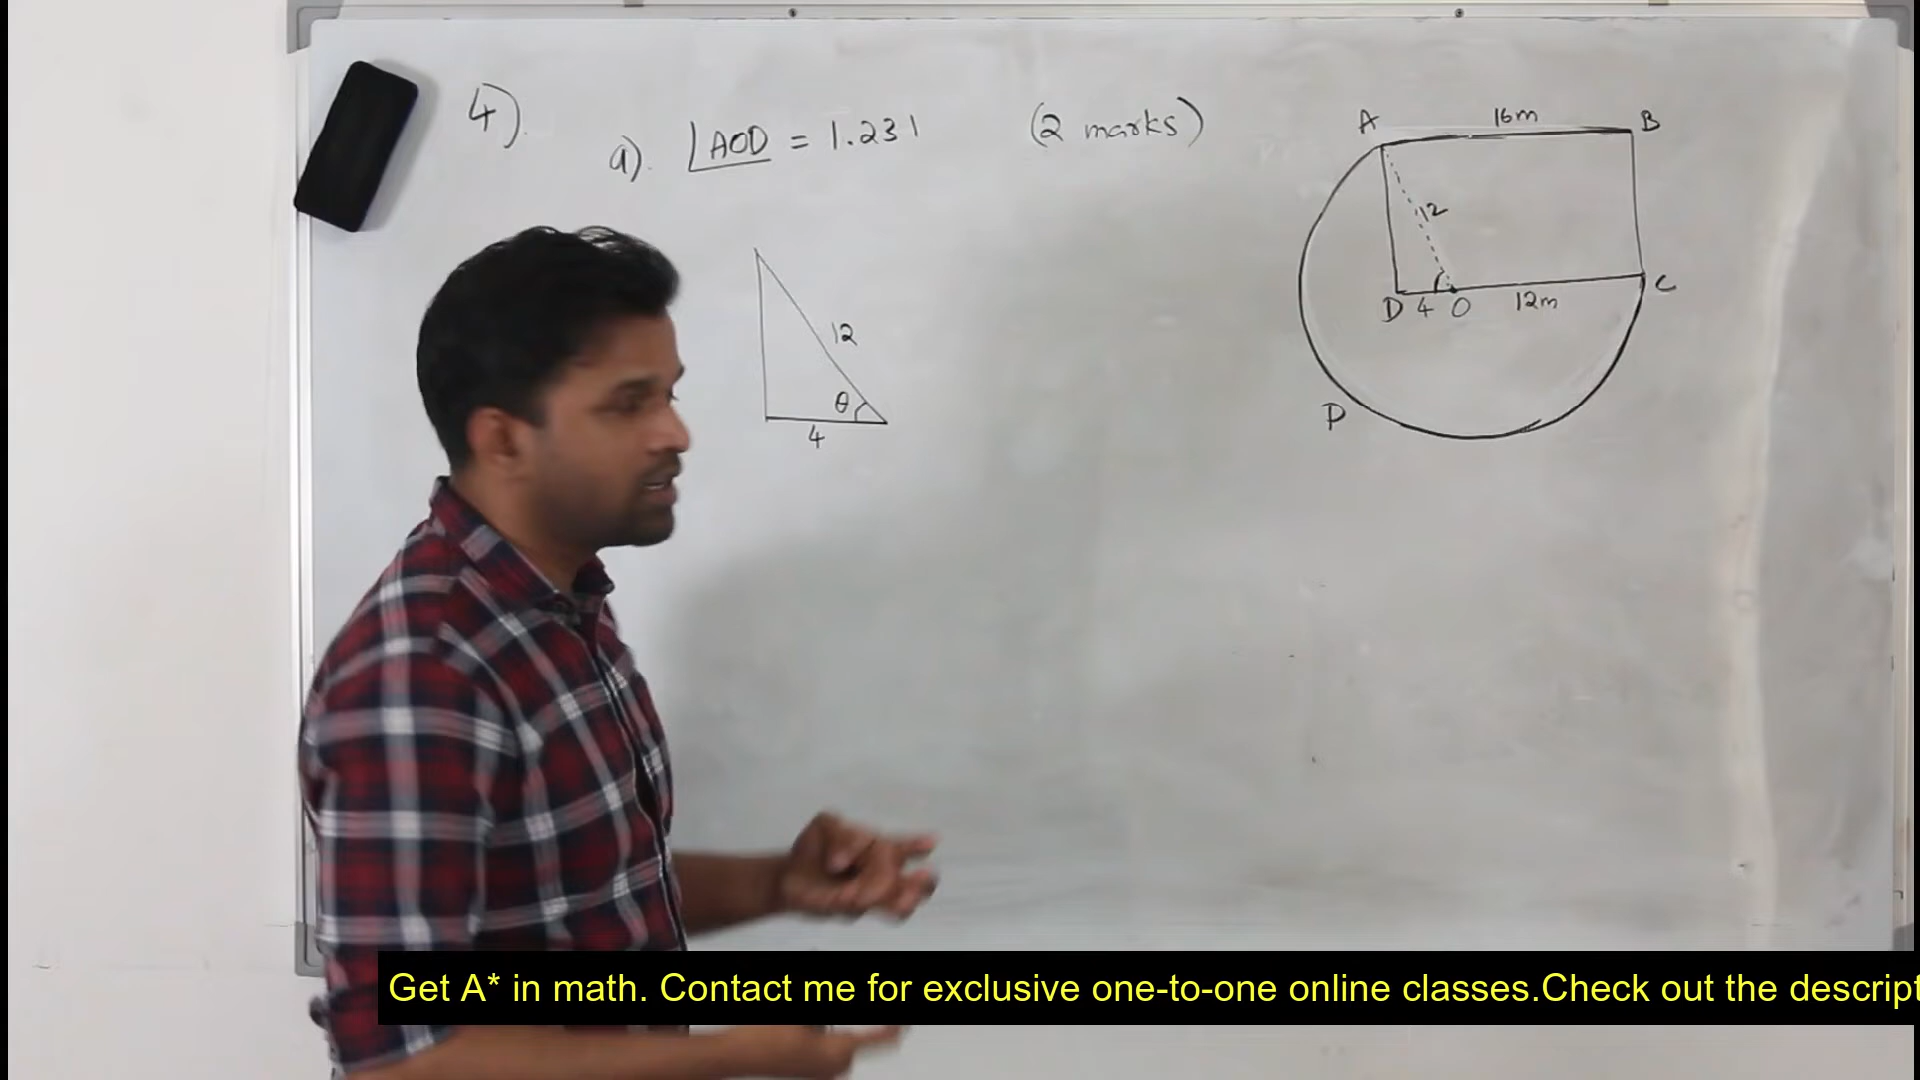 4).
a). ∠AOD = 1.231 (2 marks)
12
θ
4
A 16m B
12
D 4 O 12m C
P
Get A* in math. Contact me for exclusive one-to-one online classes.Check out the descript